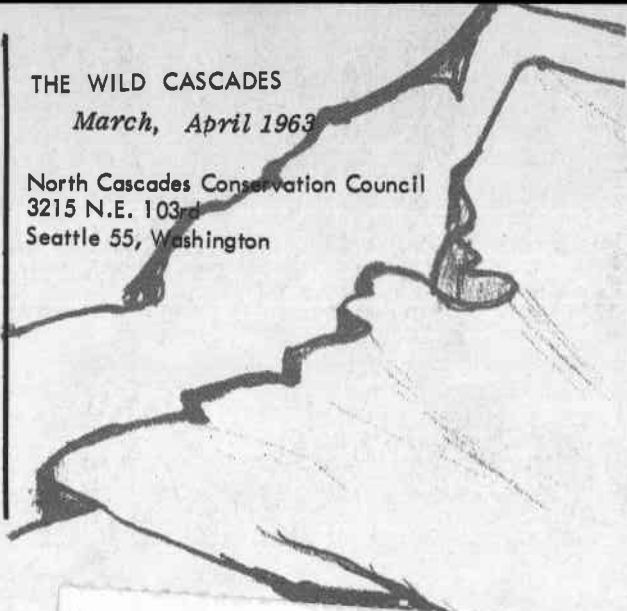 THE WILD CASCADES
March, April 1963
North Cascades Conservation Council
3215 N.E. 103rd
Seattle 55, Washington